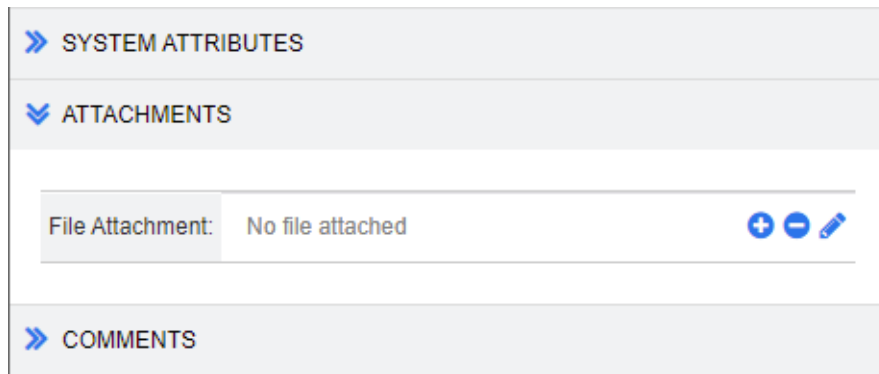 SYSTEM ATTRIBUTES
ATTACHMENTS
File Attachment: No file attached
COMMENTS